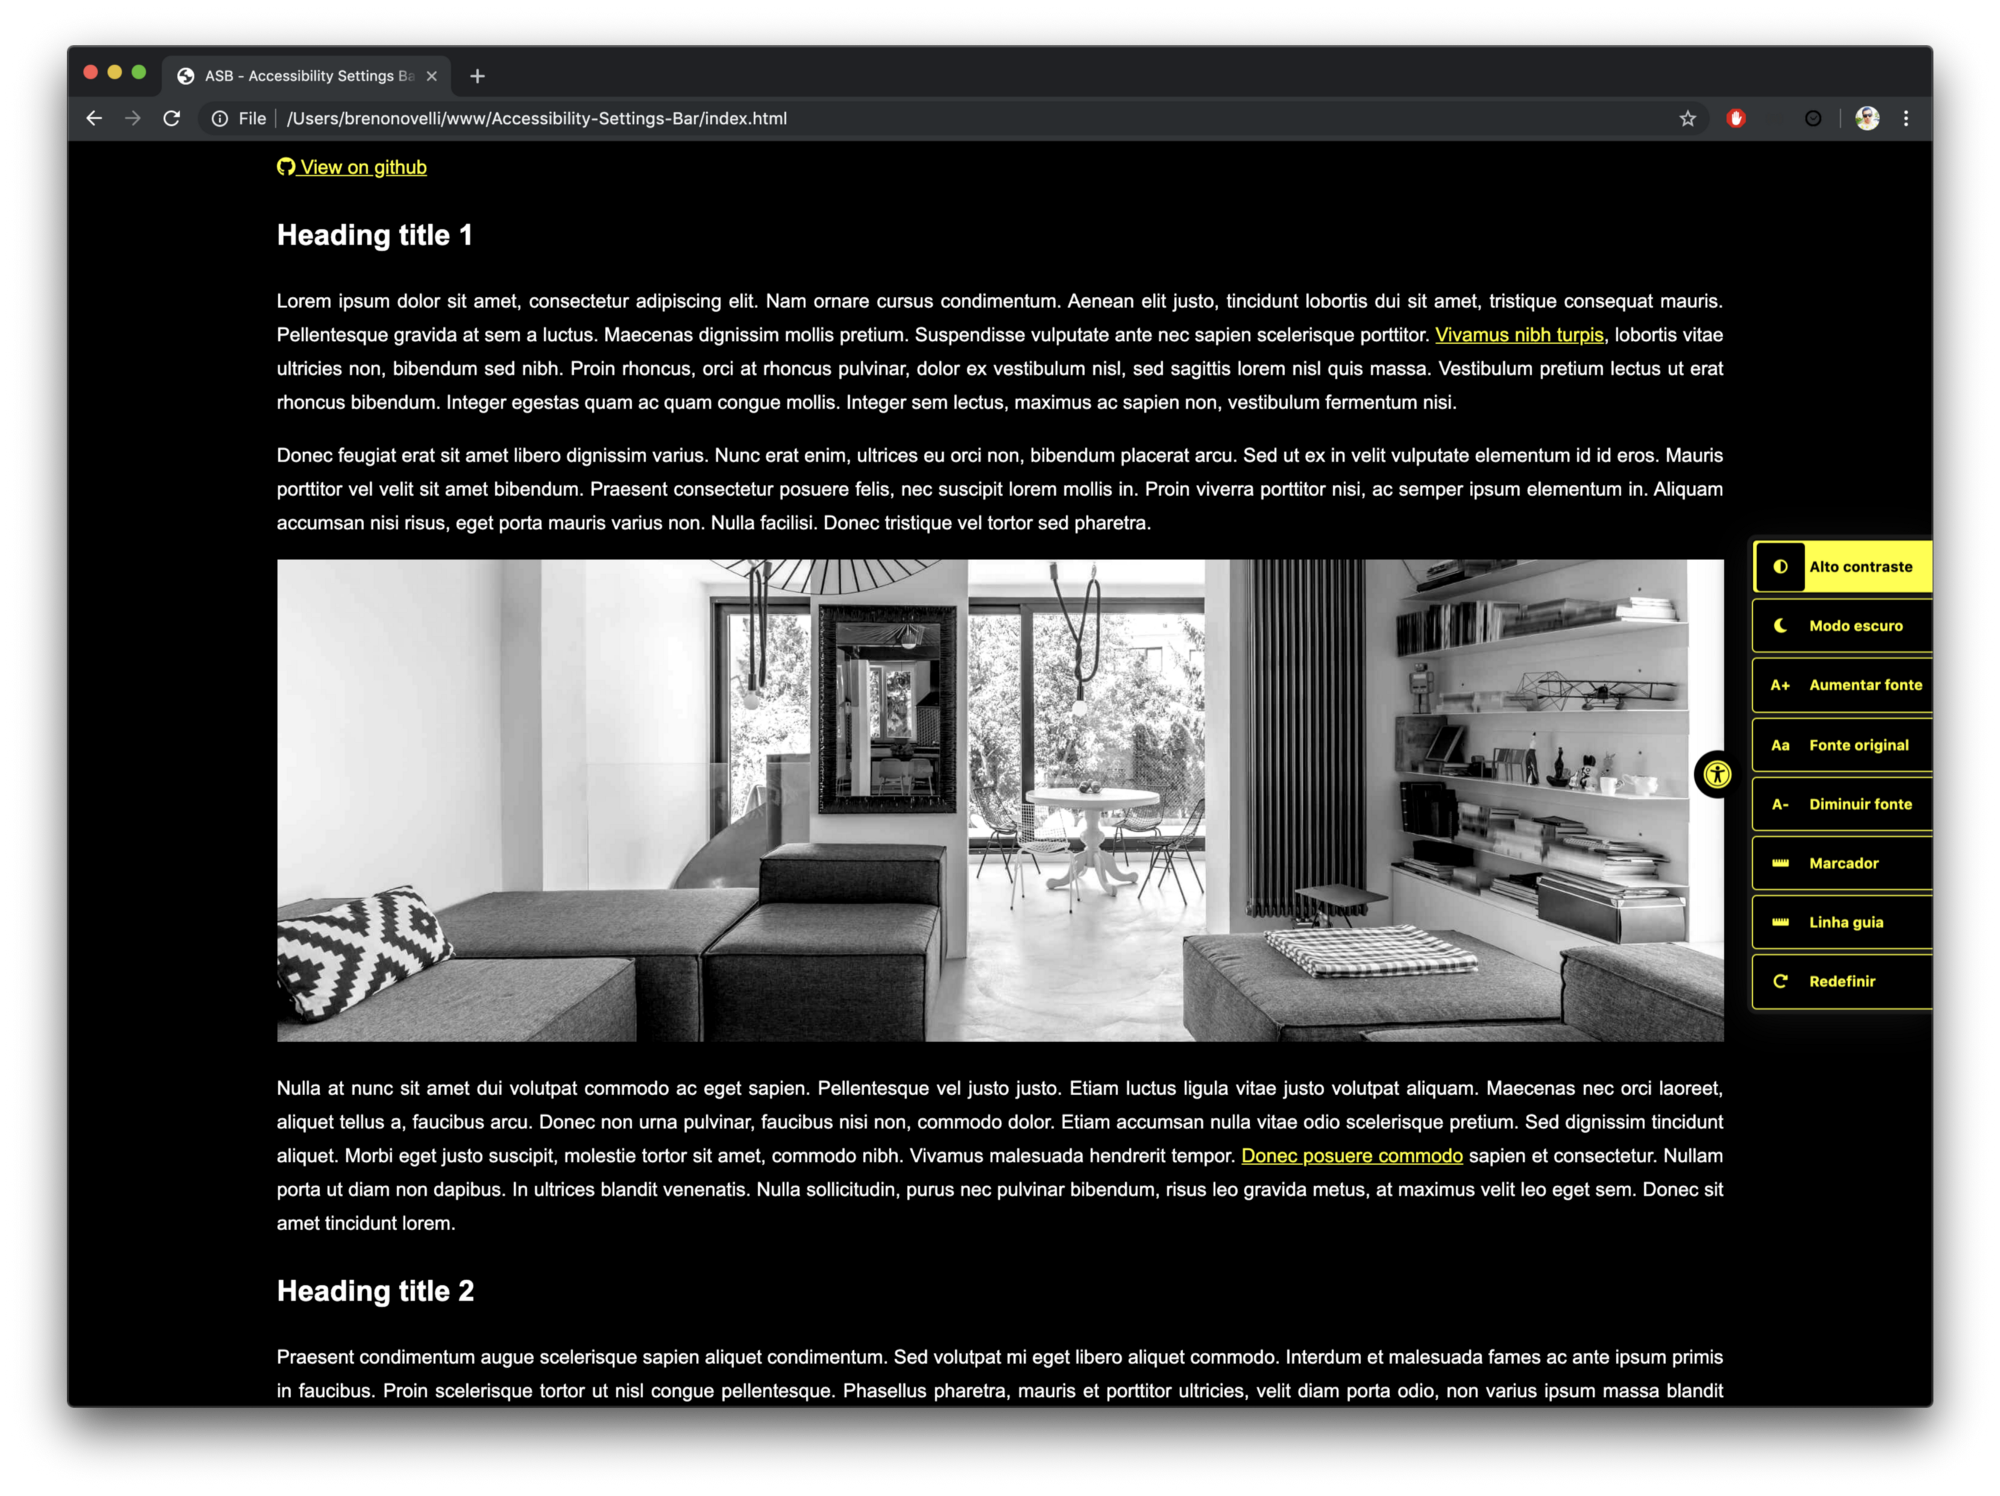 ASB - Accessibility Settings Ba
File
/Users/brenonovelli/www/Accessibility-Settings-Bar/index.html
View on github
Heading title 1
Lorem ipsum dolor sit amet, consectetur adipiscing elit. Nam ornare cursus condimentum. Aenean elit justo, tincidunt lobortis dui sit amet, tristique consequat mauris.
Pellentesque gravida at sem a luctus. Maecenas dignissim mollis pretium. Suspendisse vulputate ante nec sapien scelerisque porttitor. Vivamus nibh turpis, lobortis vitae
ultricies non, bibendum sed nibh. Proin rhoncus, orci at rhoncus pulvinar, dolor ex vestibulum nisl, sed sagittis lorem nisl quis massa. Vestibulum pretium lectus ut erat
rhoncus bibendum. Integer egestas quam ac quam congue mollis. Integer sem lectus, maximus ac sapien non, vestibulum fermentum nisi.
Donec feugiat erat sit amet libero dignissim varius. Nunc erat enim, ultrices eu orci non, bibendum placerat arcu. Sed ut ex in velit vulputate elementum id id eros. Mauris
porttitor vel velit sit amet bibendum. Praesent consectetur posuere felis, nec suscipit lorem mollis in. Proin viverra porttitor nisi, ac semper ipsum elementum in. Aliquam
accumsan nisi risus, eget porta mauris varius non. Nulla facilisi. Donec tristique vel tortor sed pharetra.
Alto contraste
Modo escuro
A+ Aumentar fonte
Aa Fonte original
A- Diminuir fonte
Marcador
Linha guia
Redefinir
Nulla at nunc sit amet dui volutpat commodo ac eget sapien. Pellentesque vel justo justo. Etiam luctus ligula vitae justo volutpat aliquam. Maecenas nec orci laoreet,
aliquet tellus a, faucibus arcu. Donec non urna pulvinar, faucibus nisi non, commodo dolor. Etiam accumsan nulla vitae odio scelerisque pretium. Sed dignissim tincidunt
aliquet. Morbi eget justo suscipit, molestie tortor sit amet, commodo nibh. Vivamus malesuada hendrerit tempor. Donec posuere commodo sapien et consectetur. Nullam
porta ut diam non dapibus. In ultrices blandit venenatis. Nulla sollicitudin, purus nec pulvinar bibendum, risus leo gravida metus, at maximus velit leo eget sem. Donec sit
amet tincidunt lorem.
Heading title 2
Praesent condimentum augue scelerisque sapien aliquet condimentum. Sed volutpat mi eget libero aliquet commodo. Interdum et malesuada fames ac ante ipsum primis
in faucibus. Proin scelerisque tortor ut nisl congue pellentesque. Phasellus pharetra, mauris et porttitor ultricies, velit diam porta odio, non varius ipsum massa blandit